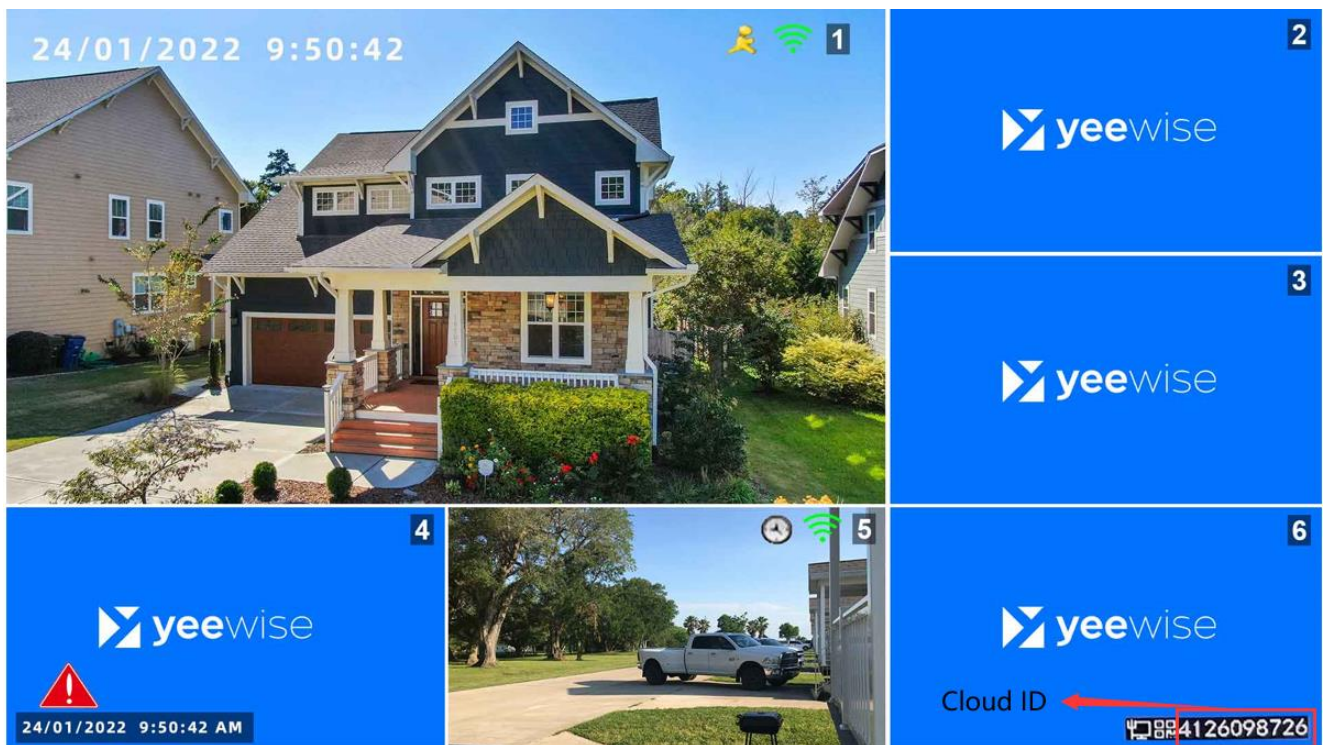 24/01/2022 9:50:42
1
2
yeewise
3
yeewise
4
yeewise
24/01/2022 9:50:42 AM
5
6
yeewise
Cloud ID
4126098726